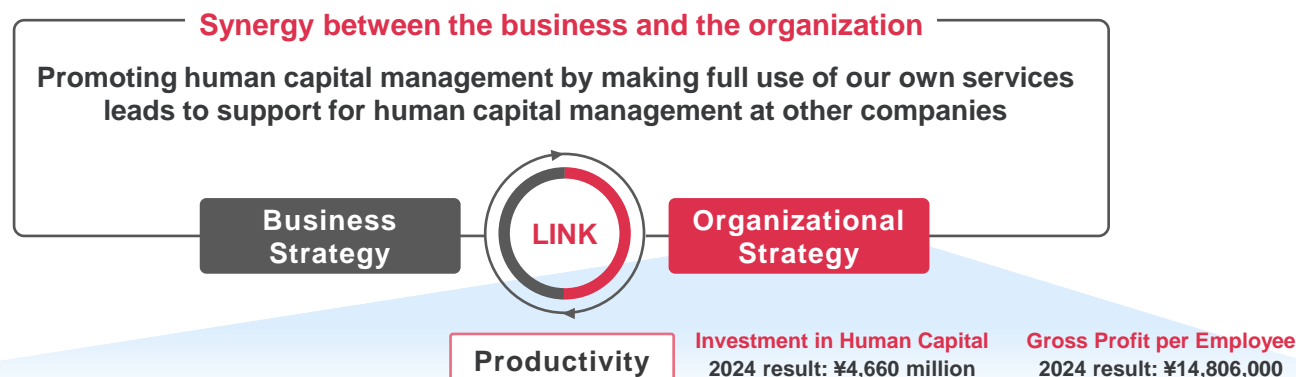 Synergy between the business and the organization
Promoting human capital management by making full use of our own services
leads to support for human capital management at other companies
Business
Strategy
LINK
Organizational
Strategy
Productivity
Investment in Human Capital
2024 result: ¥4,660 million
Gross Profit per Employee
2024 result: ¥14,806,000